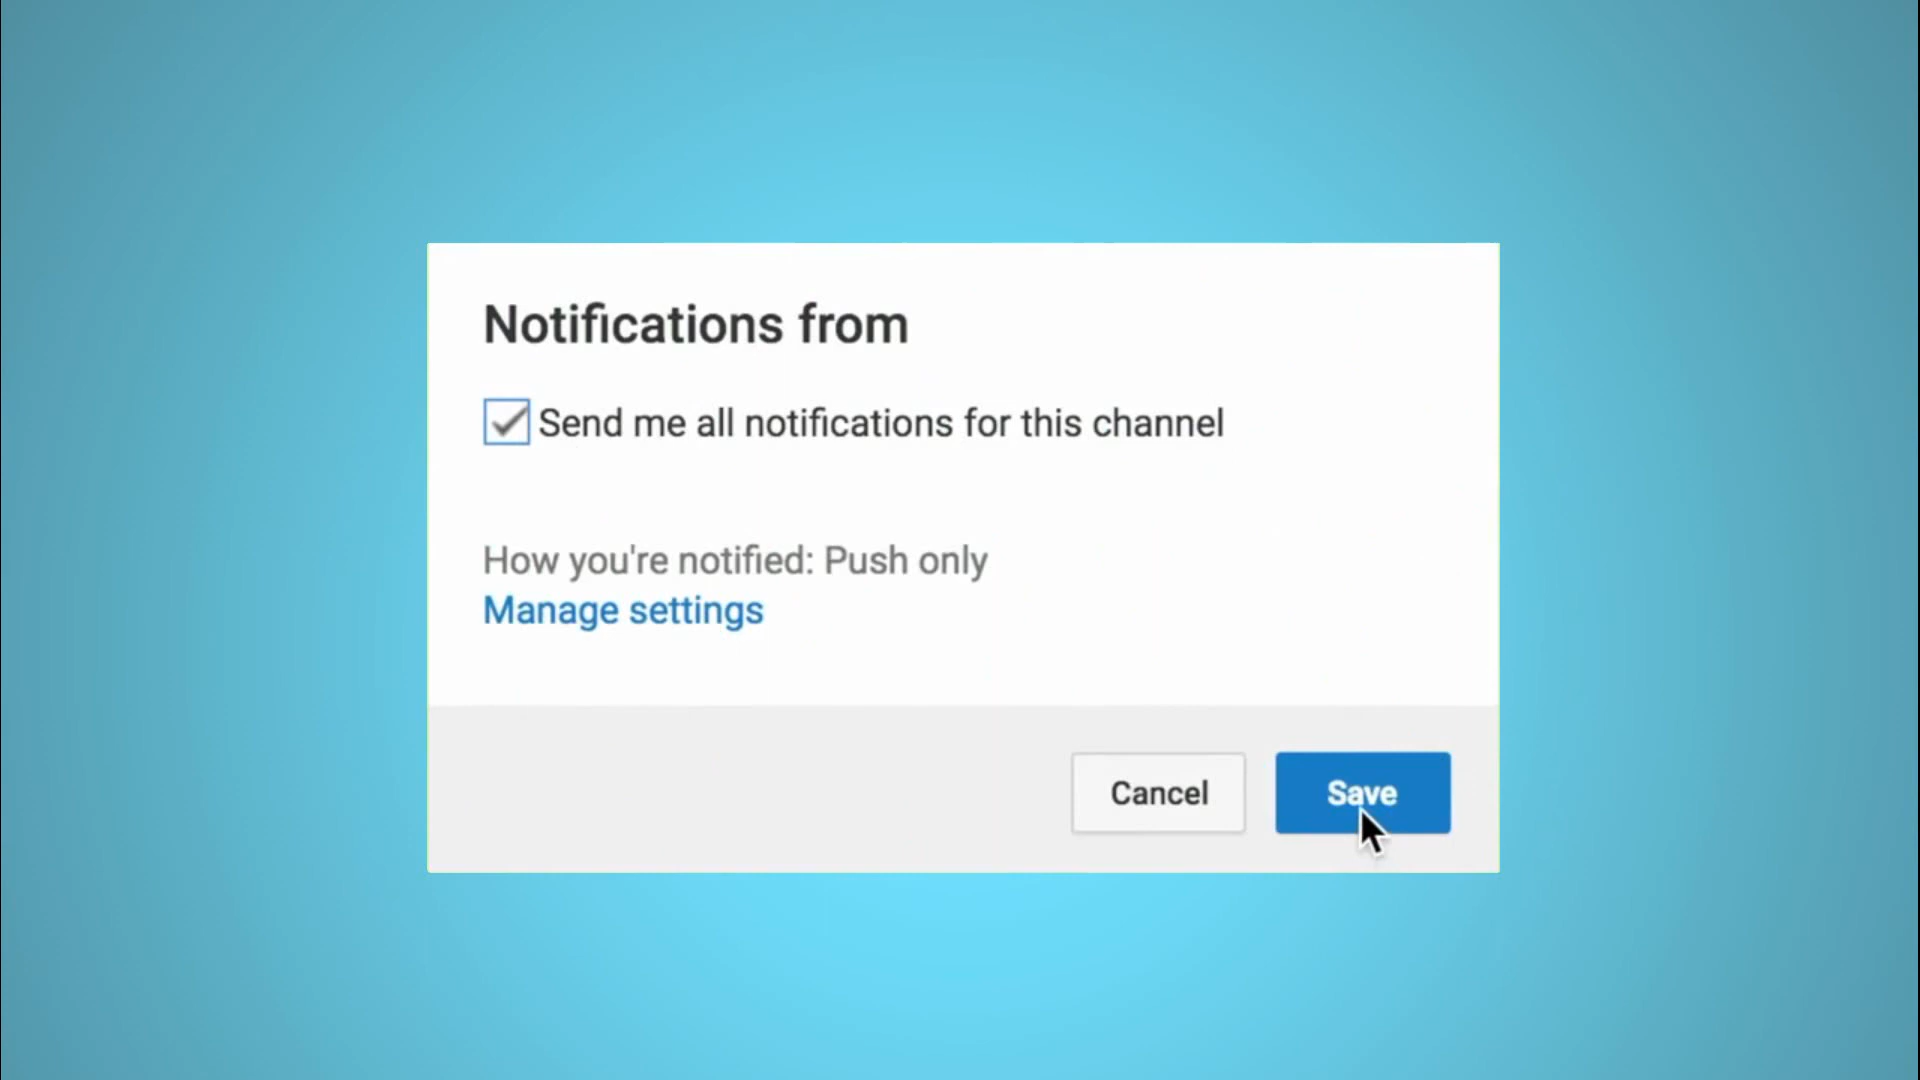 Notifications from
Send me all notifications for this channel
How you're notified: Push only
Manage settings
Cancel Save